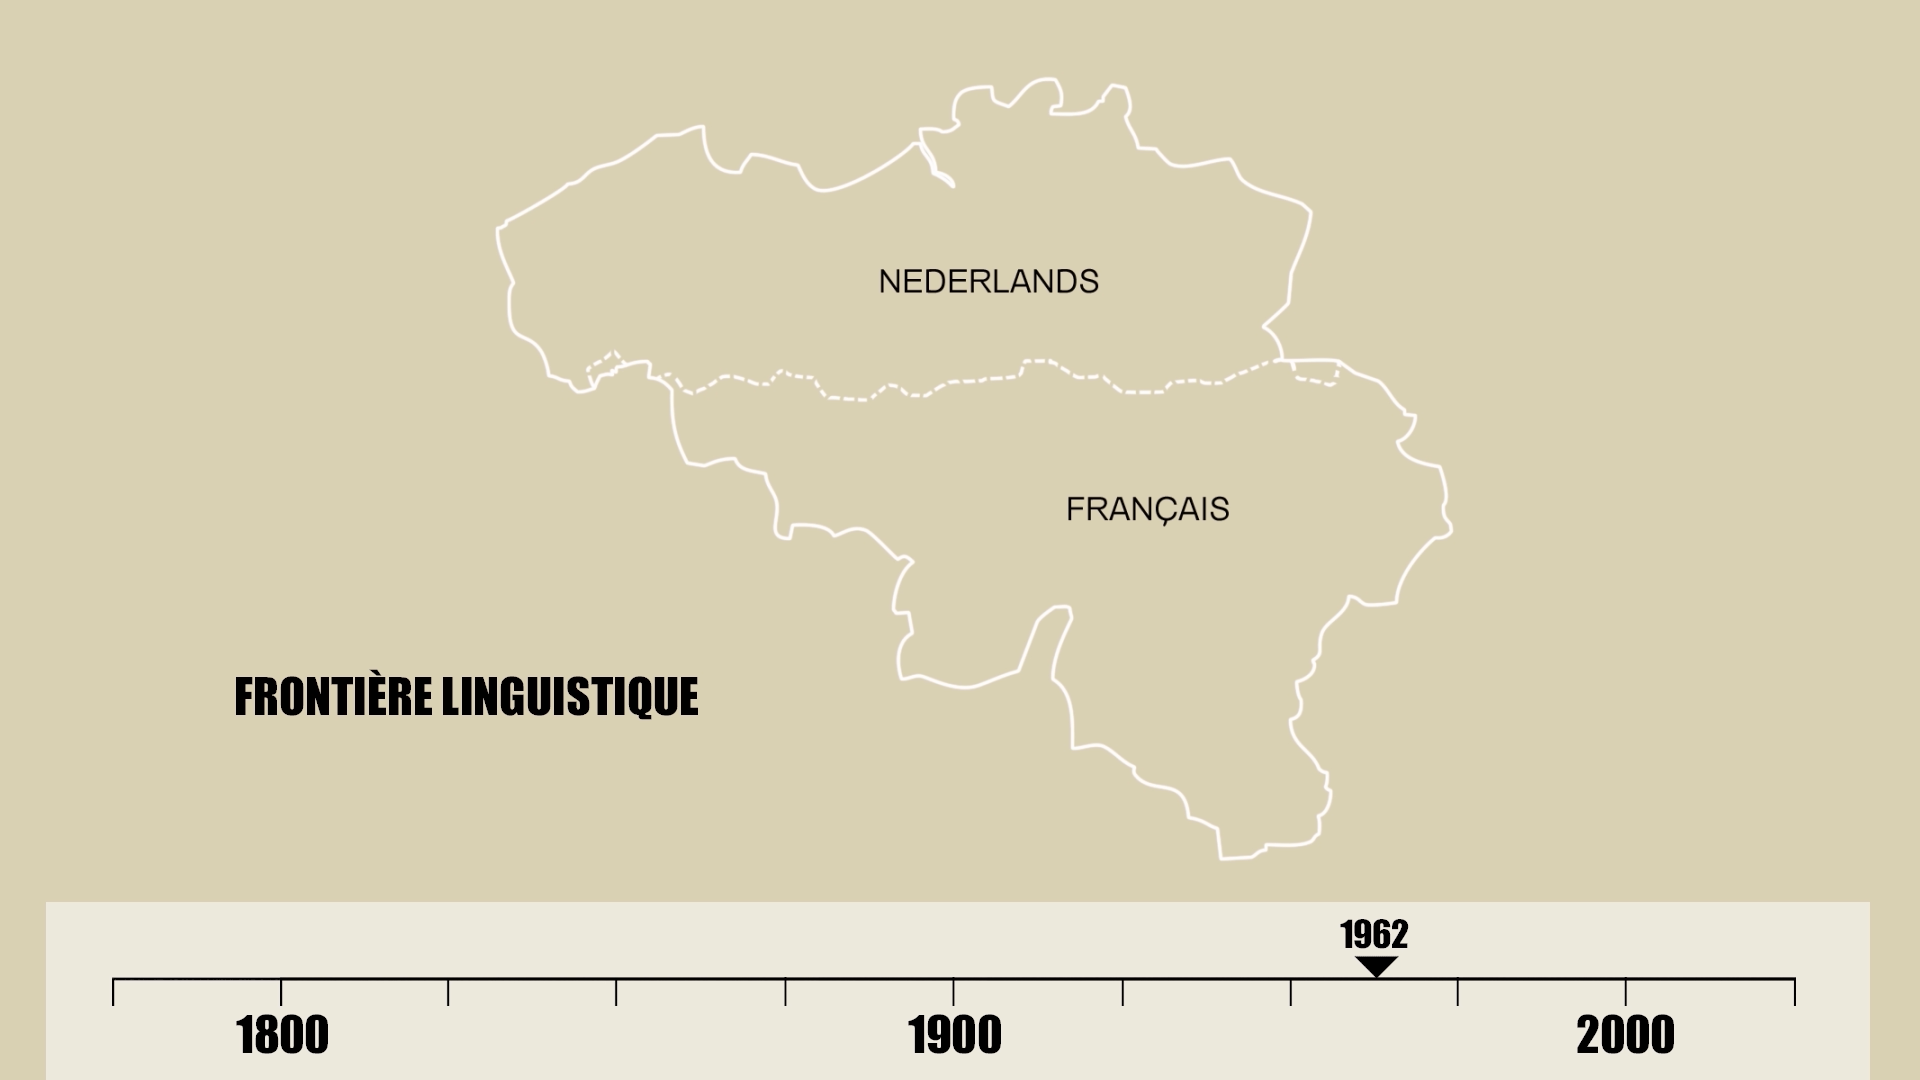 NEDERLANDS
FRANÇAIS
FRONTIÈRE LINGUISTIQUE
1962
1800
1900
2000